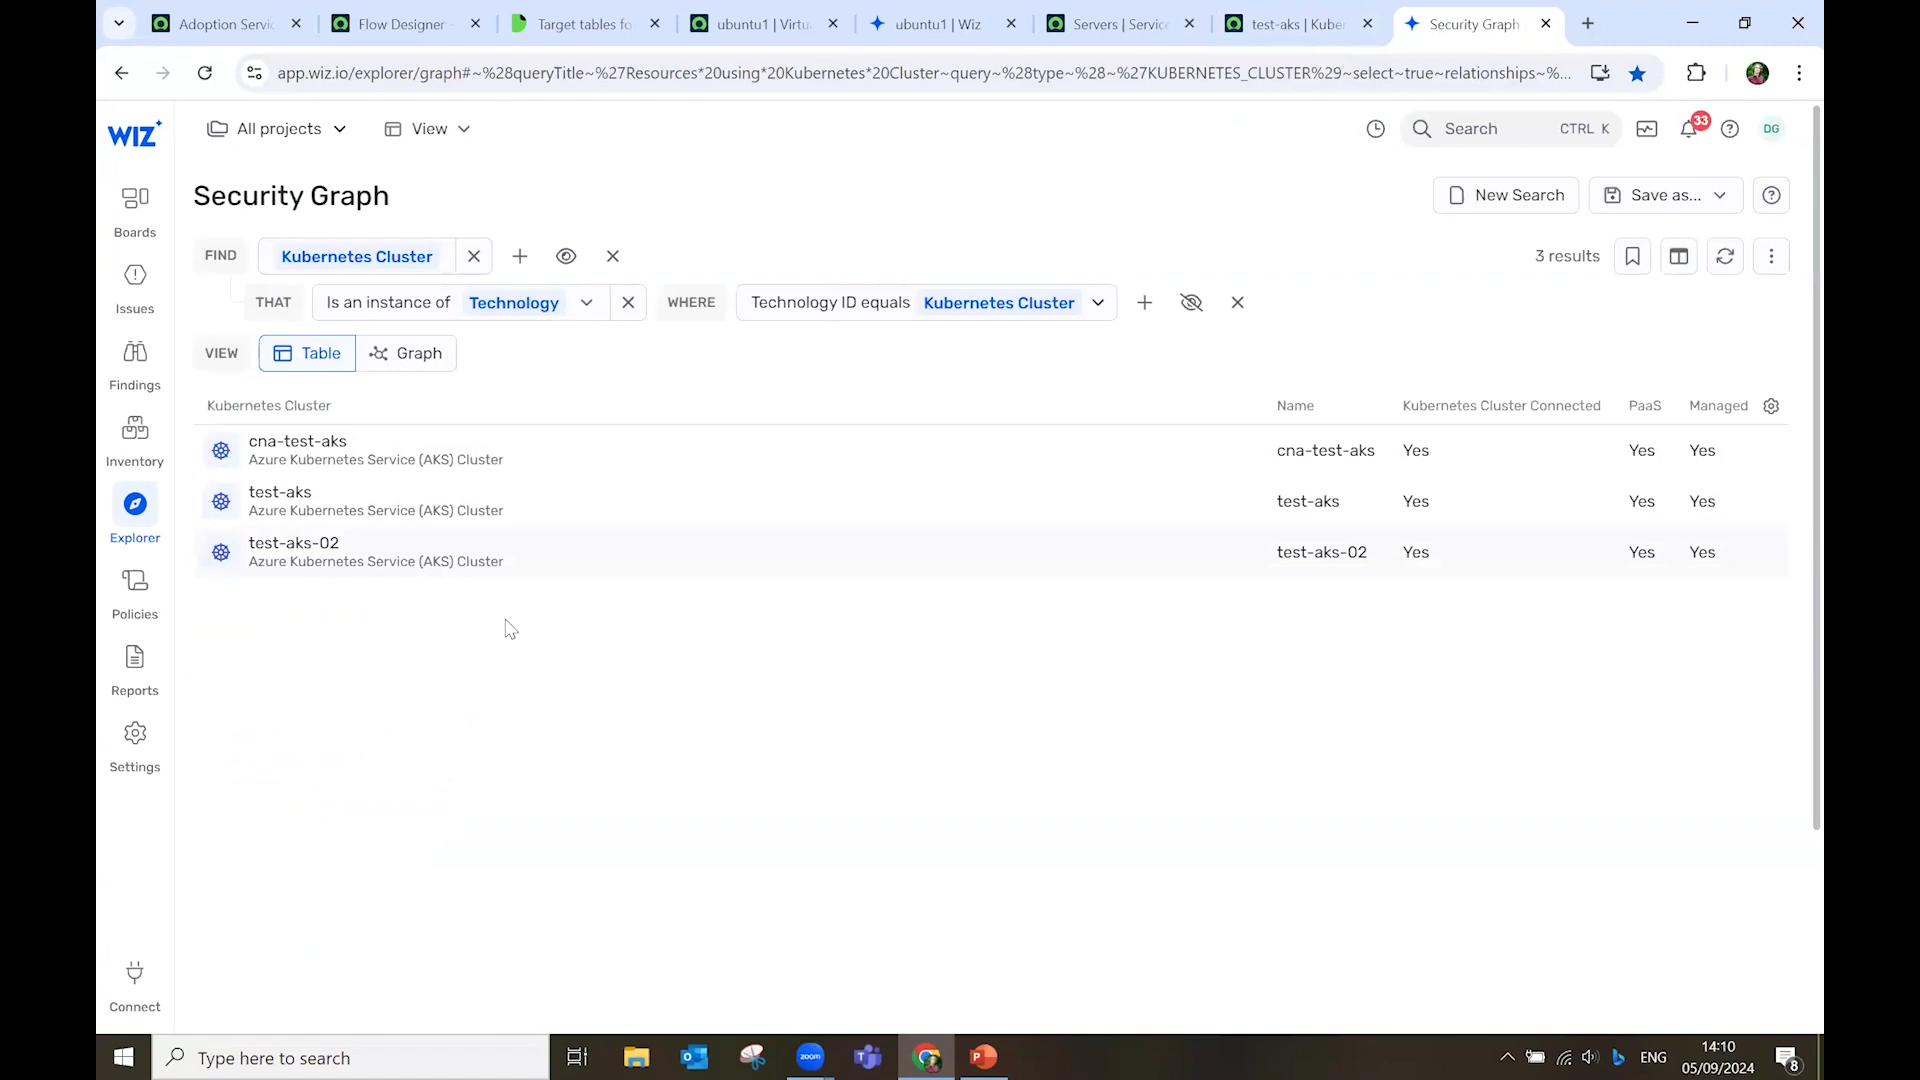 Adoption Servic
Flow Designer -
Target tables fo
ubuntu1 | Virtu
ubuntu1 | Wiz
Servers | Service
test-aks | Kuber
Security Graph
app.wiz.io/explorer/graph#~%28queryTitle~%27Resources*20using*20Kubernetes*20Cluster~query~%28type~%28~%27KUBERNETES_CLUSTER%29~select~true~relationships~%...
WIZ
All projects
View
Search
CTRL K
33
DG
Security Graph
New Search
Save as...
Boards
Issues
Findings
Inventory
Explorer
Policies
Reports
Settings
Connect
FIND
Kubernetes Cluster
3 results
THAT
Is an instance of Technology
WHERE
Technology ID equals Kubernetes Cluster
VIEW
Table
Graph
Kubernetes Cluster
Name
Kubernetes Cluster Connected
PaaS
Managed
cna-test-aks
Azure Kubernetes Service (AKS) Cluster
cna-test-aks
Yes
Yes
Yes
test-aks
Azure Kubernetes Service (AKS) Cluster
test-aks
Yes
Yes
Yes
test-aks-02
Azure Kubernetes Service (AKS) Cluster
test-aks-02
Yes
Yes
Yes
Type here to search
zoom
ENG
14:10
05/09/2024
8